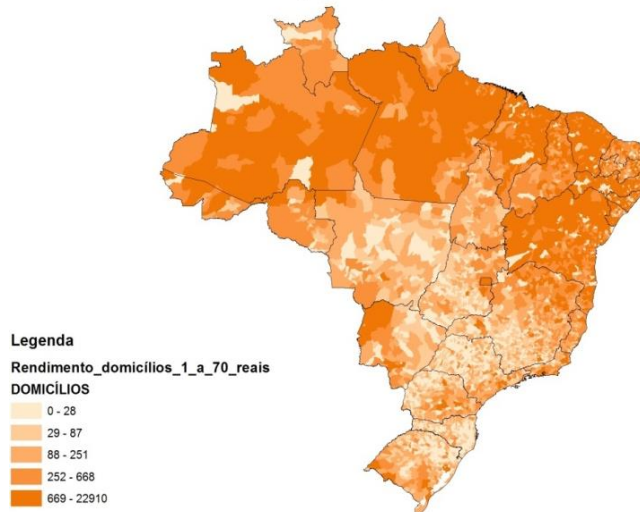 Legenda
Rendimento_domicílios_1_a_70_reais
DOMICÍLIOS
0 - 28
29 - 87
88 - 251
252 - 668
669 - 22910